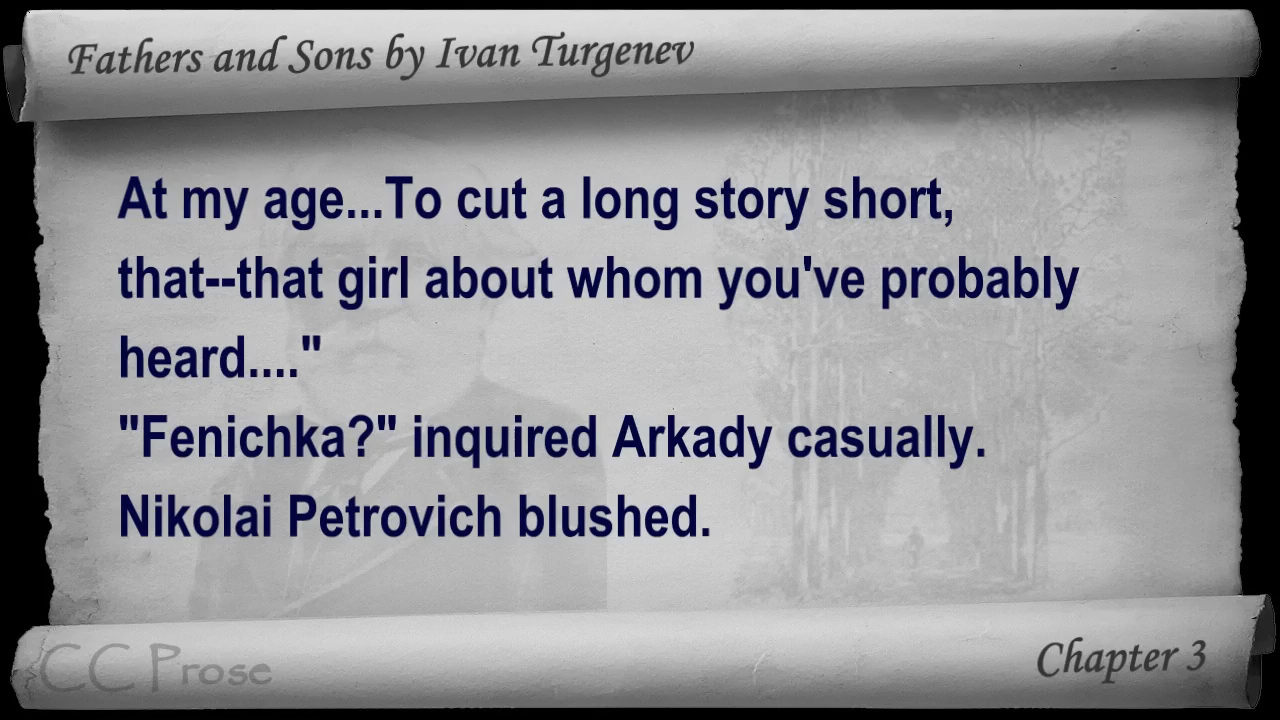 Fathers and Sons by Ivan Turgenev
At my age...To cut a long story short,
that--that girl about whom you've probably
heard...."
"Fenichka?" inquired Arkady casually.
Nikolai Petrovich blushed.
CC Prose
Chapter 3